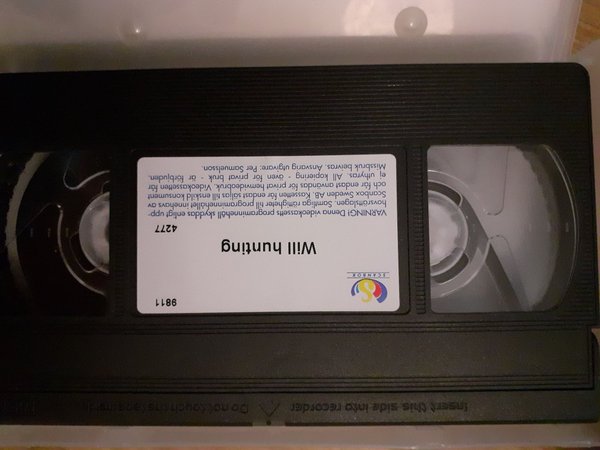 SCANBOX
9811
Will hunting
4277
VARNING! Denna videokassetts programinnehåll skyddas enligt upp-
hovsrättslagen. Samtliga rättigheter till programinnehållet innehavs av
Scanbox Sweden AB. Kassetten får endast säljas till enskild konsument
och får endast användas för privat hemvideobruk. Videokassetten får
ej uthyras. All kopiering - även för privat bruk - är förbjuden.
Missbruk beivras. Ansvarig utgivare: Per Samuelsson.
Insert this side into recorder
Do not touch the tape inside